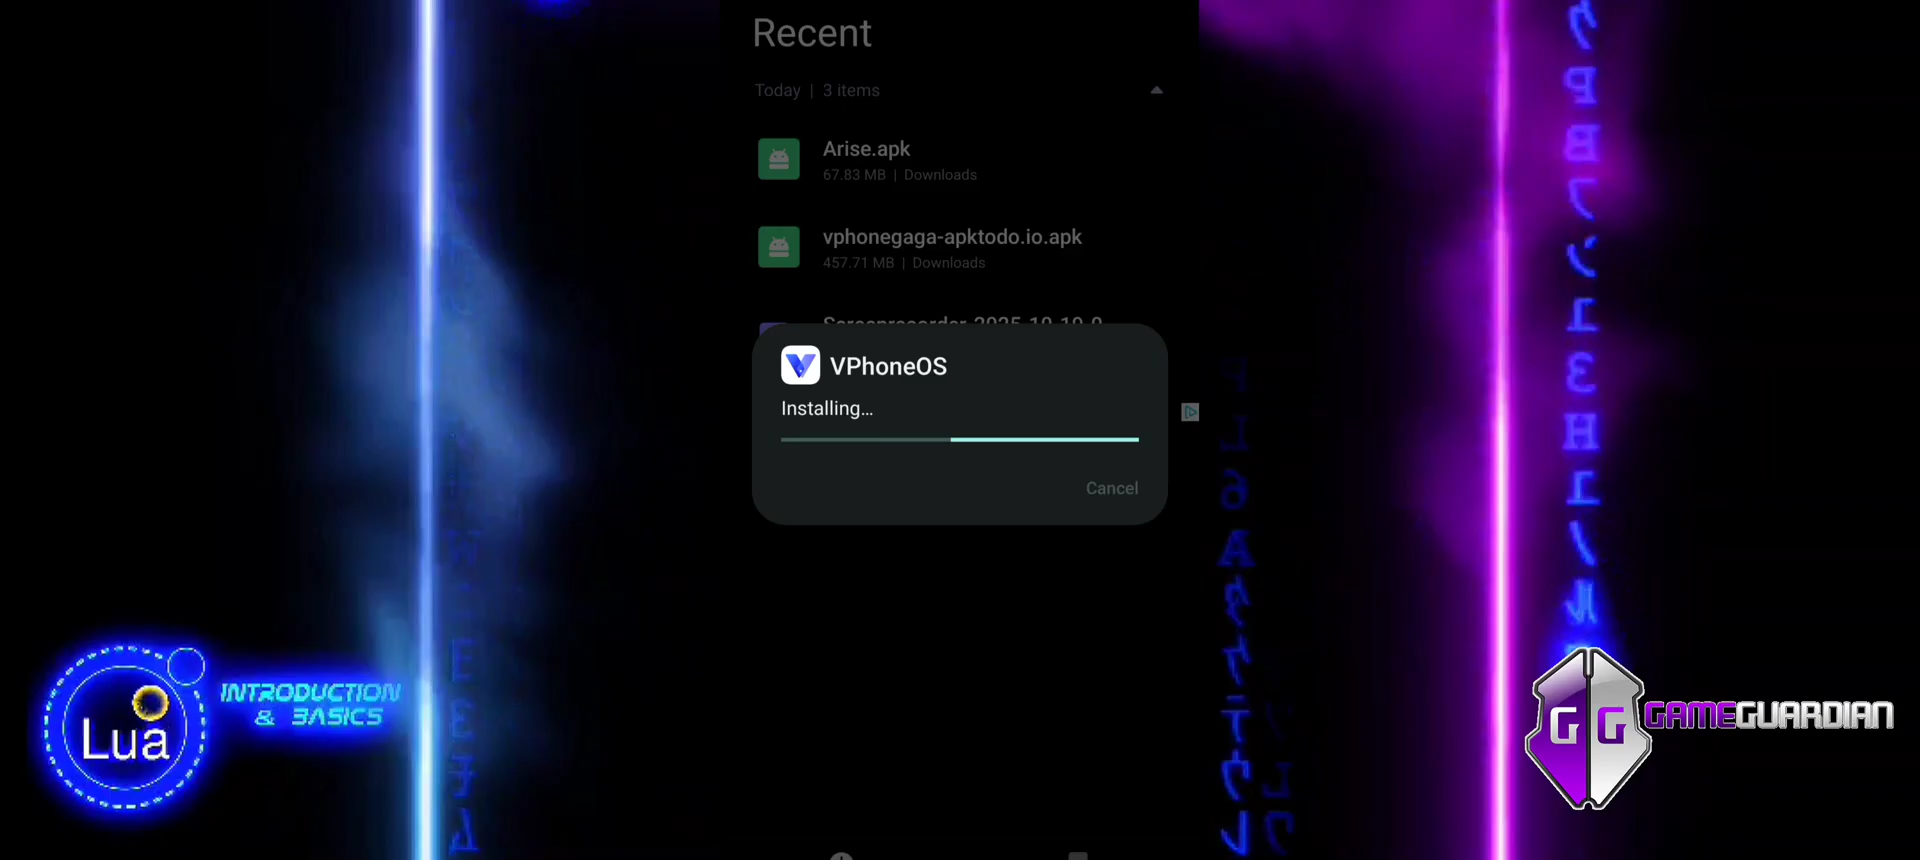 Recent
Today | 3 items
Arise.apk
67.83 MB | Downloads
vphonegaga-apktodo.io.apk
457.71 MB | Downloads
VPhoneOS
Installing...
Cancel
Lua
INTRODUCTION
& BASICS
GG
GAMEGUARDIAN